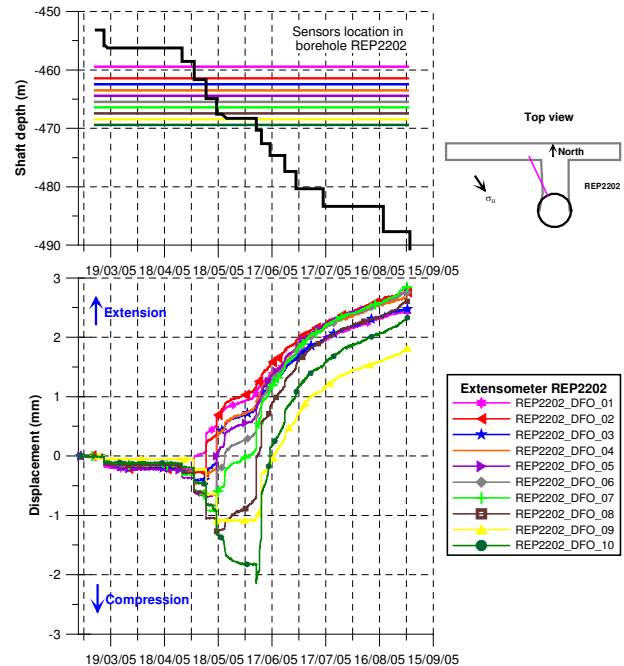 -450
-460
-470
-480
-490
Shaft depth (m)
Sensors location in
borehole REP2202
19/03/05 18/04/05 18/05/05 17/06/05 17/07/05 16/08/05 15/09/05
Top view
North
REP2202
σH
3
2
1
0
-1
-2
-3
Displacement (mm)
Extension
Compression
19/03/05 18/04/05 18/05/05 17/06/05 17/07/05 16/08/05 15/09/05
Extensometer REP2202
REP2202_DFO_01
REP2202_DFO_02
REP2202_DFO_03
REP2202_DFO_04
REP2202_DFO_05
REP2202_DFO_06
REP2202_DFO_07
REP2202_DFO_08
REP2202_DFO_09
REP2202_DFO_10